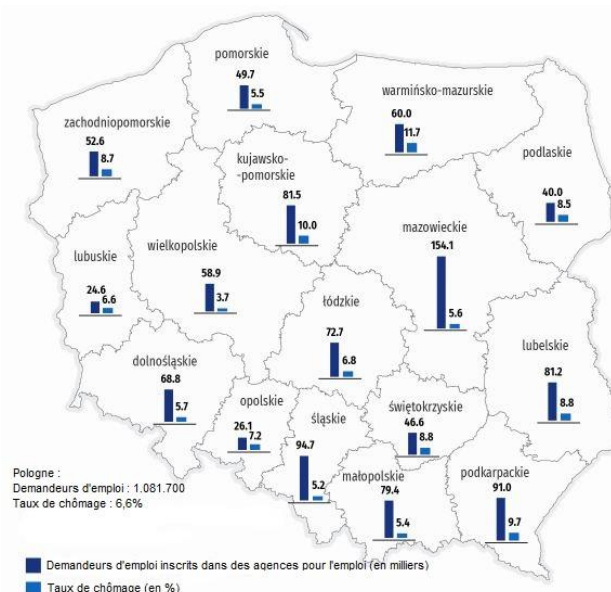 pomorskie
49.7
5.5
warmińsko-mazurskie
60.0
11.7
zachodniopomorskie
52.6
8.7
podlaskie
40.0
8.5
kujawsko-
-pomorskie
81.5
10.0
mazowieckie
154.1
5.6
lubuskie
24.6
6.6
wielkopolskie
58.9
3.7
łódzkie
72.7
6.8
lubelskie
81.2
8.8
dolnośląskie
68.8
5.7
opolskie
26.1
7.2
śląskie
94.7
5.2
świętokrzyskie
46.6
8.8
małopolskie
79.4
5.4
podkarpackie
91.0
9.7
Pologne :
Demandeurs d'emploi : 1.081.700
Taux de chômage : 6,6%
Demandeurs d'emploi inscrits dans des agences pour l'emploi (en milliers)
Taux de chômage (en %)